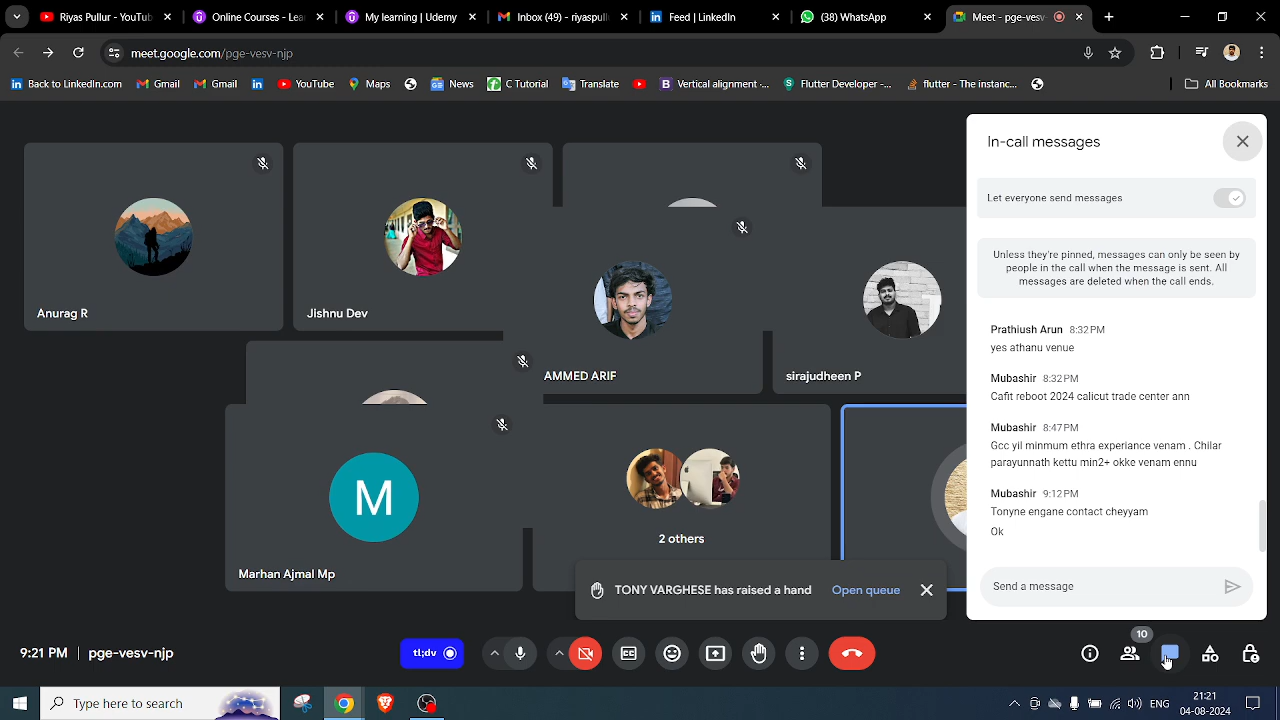 Riyas Pullur - YouTub
Online Courses - Lea
My learning | Udemy
Inbox (49) - riyaspull
Feed | LinkedIn
(38) WhatsApp
Meet - pge-vesv-
meet.google.com/pge-vesv-njp
Back to LinkedIn.com
Gmail
Gmail
YouTube
Maps
News
C Tutorial
Translate
Vertical alignment -...
Flutter Developer -...
flutter - The instanc...
All Bookmarks
Anurag R
Jishnu Dev
AMMED ARIF
sirajudheen P
M
Marhan Ajmal Mp
2 others
TONY VARGHESE has raised a hand
Open queue
In-call messages
Let everyone send messages
Unless they're pinned, messages can only be seen by
people in the call when the message is sent. All
messages are deleted when the call ends.
Prathiush Arun 8:32 PM
yes athanu venue
Mubashir 8:32 PM
Cafit reboot 2024 calicut trade center ann
Mubashir 8:47 PM
Gcc yil minmum ethra experiance venam . Chilar
parayunnath kettu min2+ okke venam ennu
Mubashir 9:12 PM
Tonyne engane contact cheyyam
Ok
Send a message
9:21 PM | pge-vesv-njp
tl;dv
10
Type here to search
ENG
21:21
04-08-2024